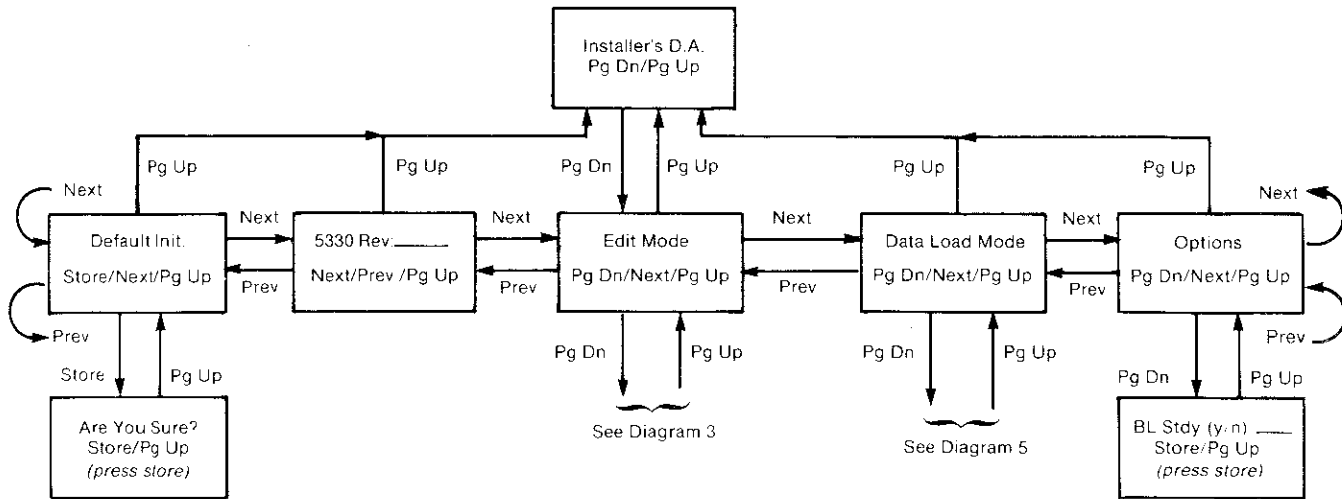 Installer's D.A.
Pg Dn/Pg Up
Pg Up
Pg Up
Pg Dn
Pg Up
Pg Up
Pg Up
Next
Next
Default Init.
Store/Next/Pg Up
Next
Prev
5330 Rev:_____
Next/Prev /Pg Up
Next
Prev
Edit Mode
Pg Dn/Next/Pg Up
Next
Prev
Data Load Mode
Pg Dn/Next/Pg Up
Next
Prev
Options
Pg Dn/Next/Pg Up
Prev
Prev
Store
Pg Up
Pg Dn
Pg Up
Pg Dn
Pg Up
Pg Dn
Pg Up
Are You Sure?
Store/Pg Up
(press store)
See Diagram 3
See Diagram 5
BL Stdy (y/n) ___
Store/Pg Up
(press store)